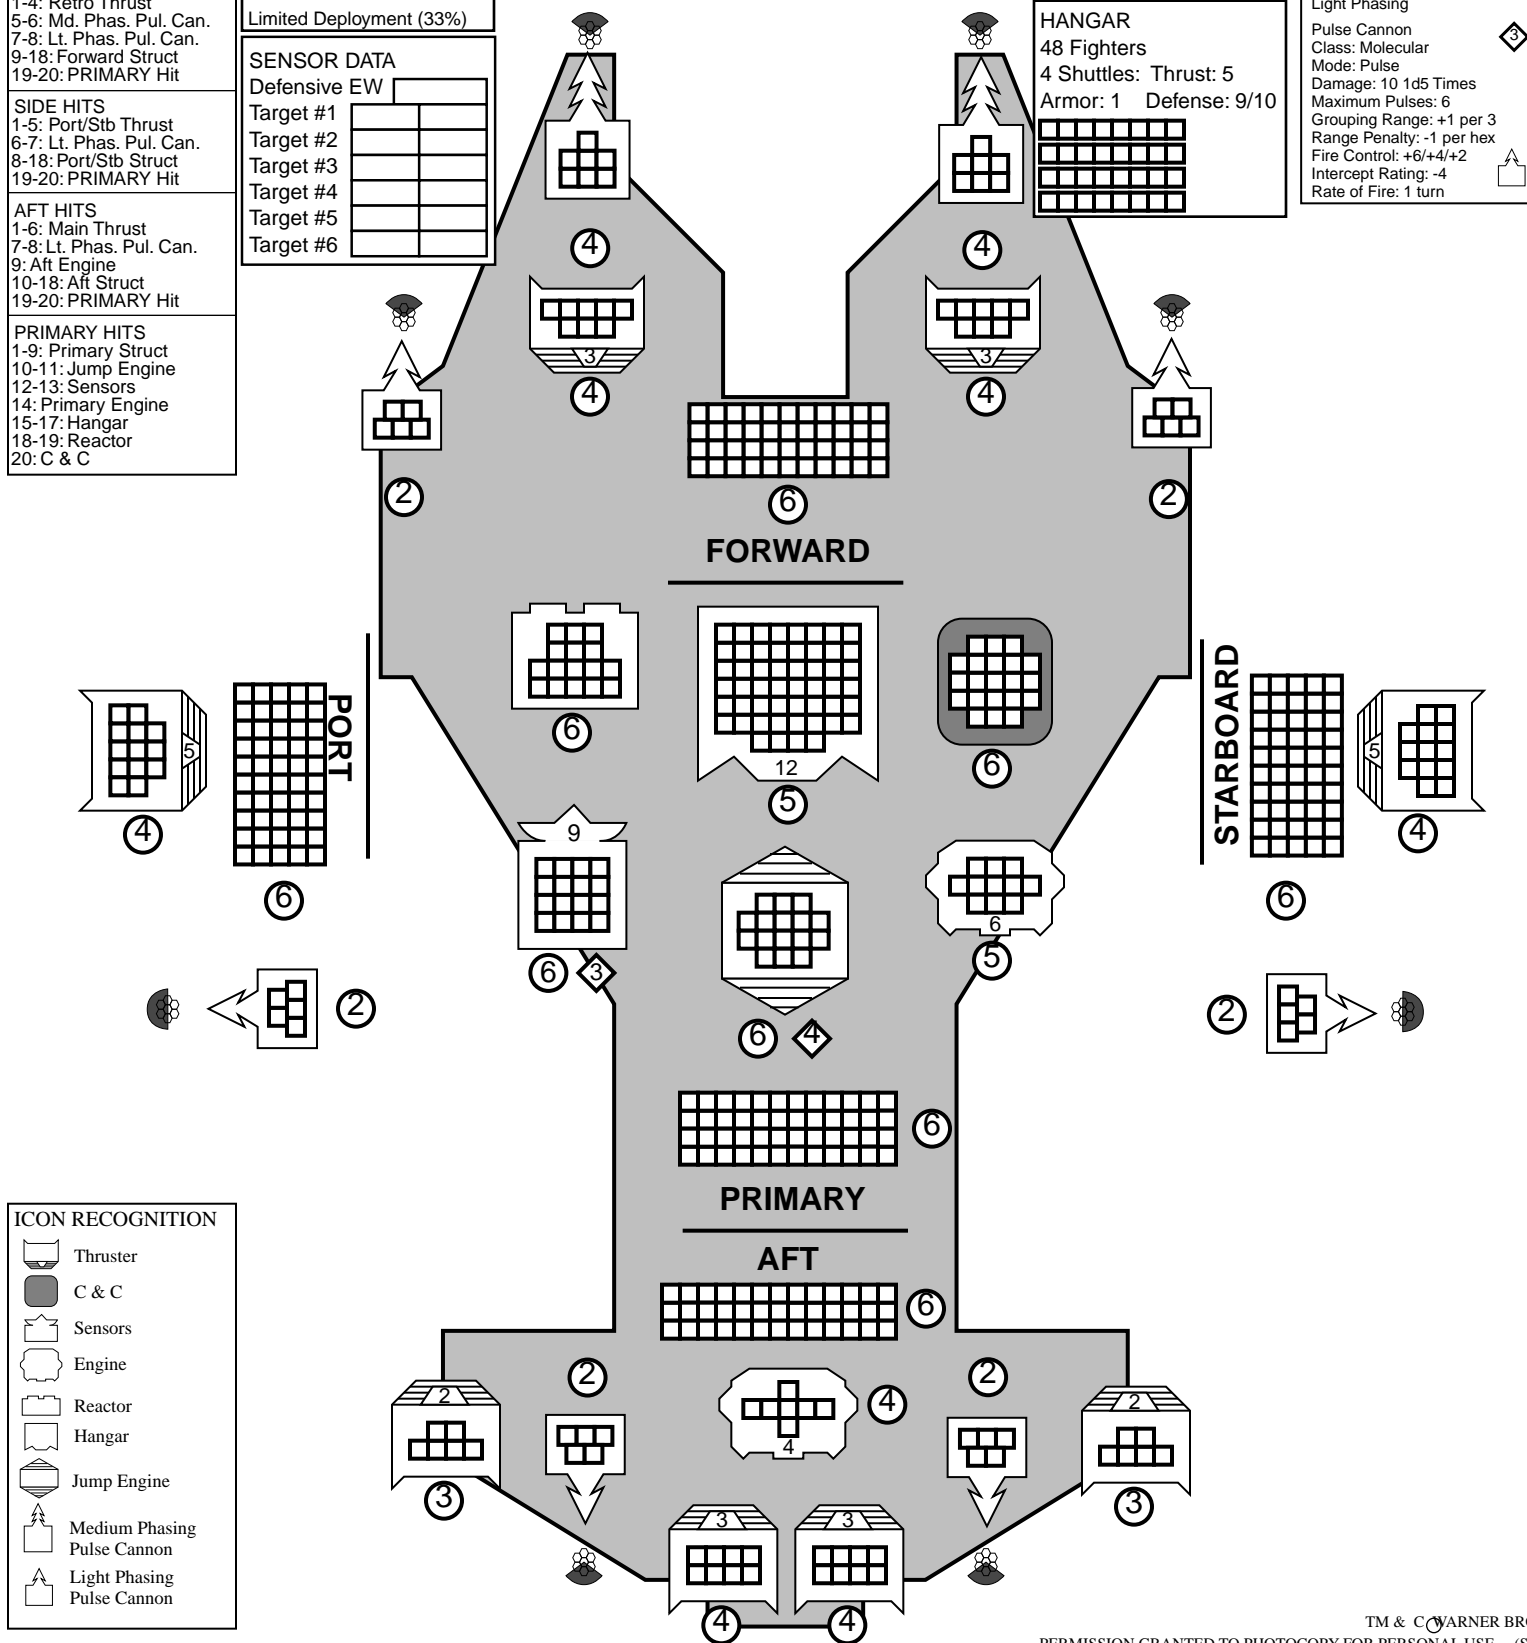 1-4: Retro Thrust
5-6: Md. Phas. Pul. Can.
7-8: Lt. Phas. Pul. Can.
9-18: Forward Struct
19-20: PRIMARY Hit
SIDE HITS
1-5: Port/Stb Thrust
6-7: Lt. Phas. Pul. Can.
8-18: Port/Stb Struct
19-20: PRIMARY Hit
AFT HITS
1-6: Main Thrust
7-8: Lt. Phas. Pul. Can.
9: Aft Engine
10-18: Aft Struct
19-20: PRIMARY Hit
PRIMARY HITS
1-9: Primary Struct
10-11: Jump Engine
12-13: Sensors
14: Primary Engine
15-17: Hangar
18-19: Reactor
20: C & C
Limited Deployment (33%)
SENSOR DATA
Defensive EW
Target #1
Target #2
Target #3
Target #4
Target #5
Target #6
HANGAR
48 Fighters
4 Shuttles: Thrust: 5
Armor: 1 Defense: 9/10
Light Phasing
Pulse Cannon
3
Class: Molecular
Mode: Pulse
Damage: 10 1d5 Times
Maximum Pulses: 6
Grouping Range: +1 per 3
Range Penalty: -1 per hex
Fire Control: +6/+4/+2
Intercept Rating: -4
Rate of Fire: 1 turn
4 4
3 3
4 4
2 6 2
FORWARD
PORT
STARBOARD
6 12 6
5
5 5
4 4
9
6 6
6 3 6 5
2 2
6 4
6
PRIMARY
AFT
6
2 2
2 4 4 2
3 3
3 3
4 4
ICON RECOGNITION
Thruster
C & C
Sensors
Engine
Reactor
Hangar
Jump Engine
Medium Phasing
Pulse Cannon
Light Phasing
Pulse Cannon
TM & C WARNER BRO
PERMISSION GRANTED TO PHOTOCOPY FOR PERSONAL USE